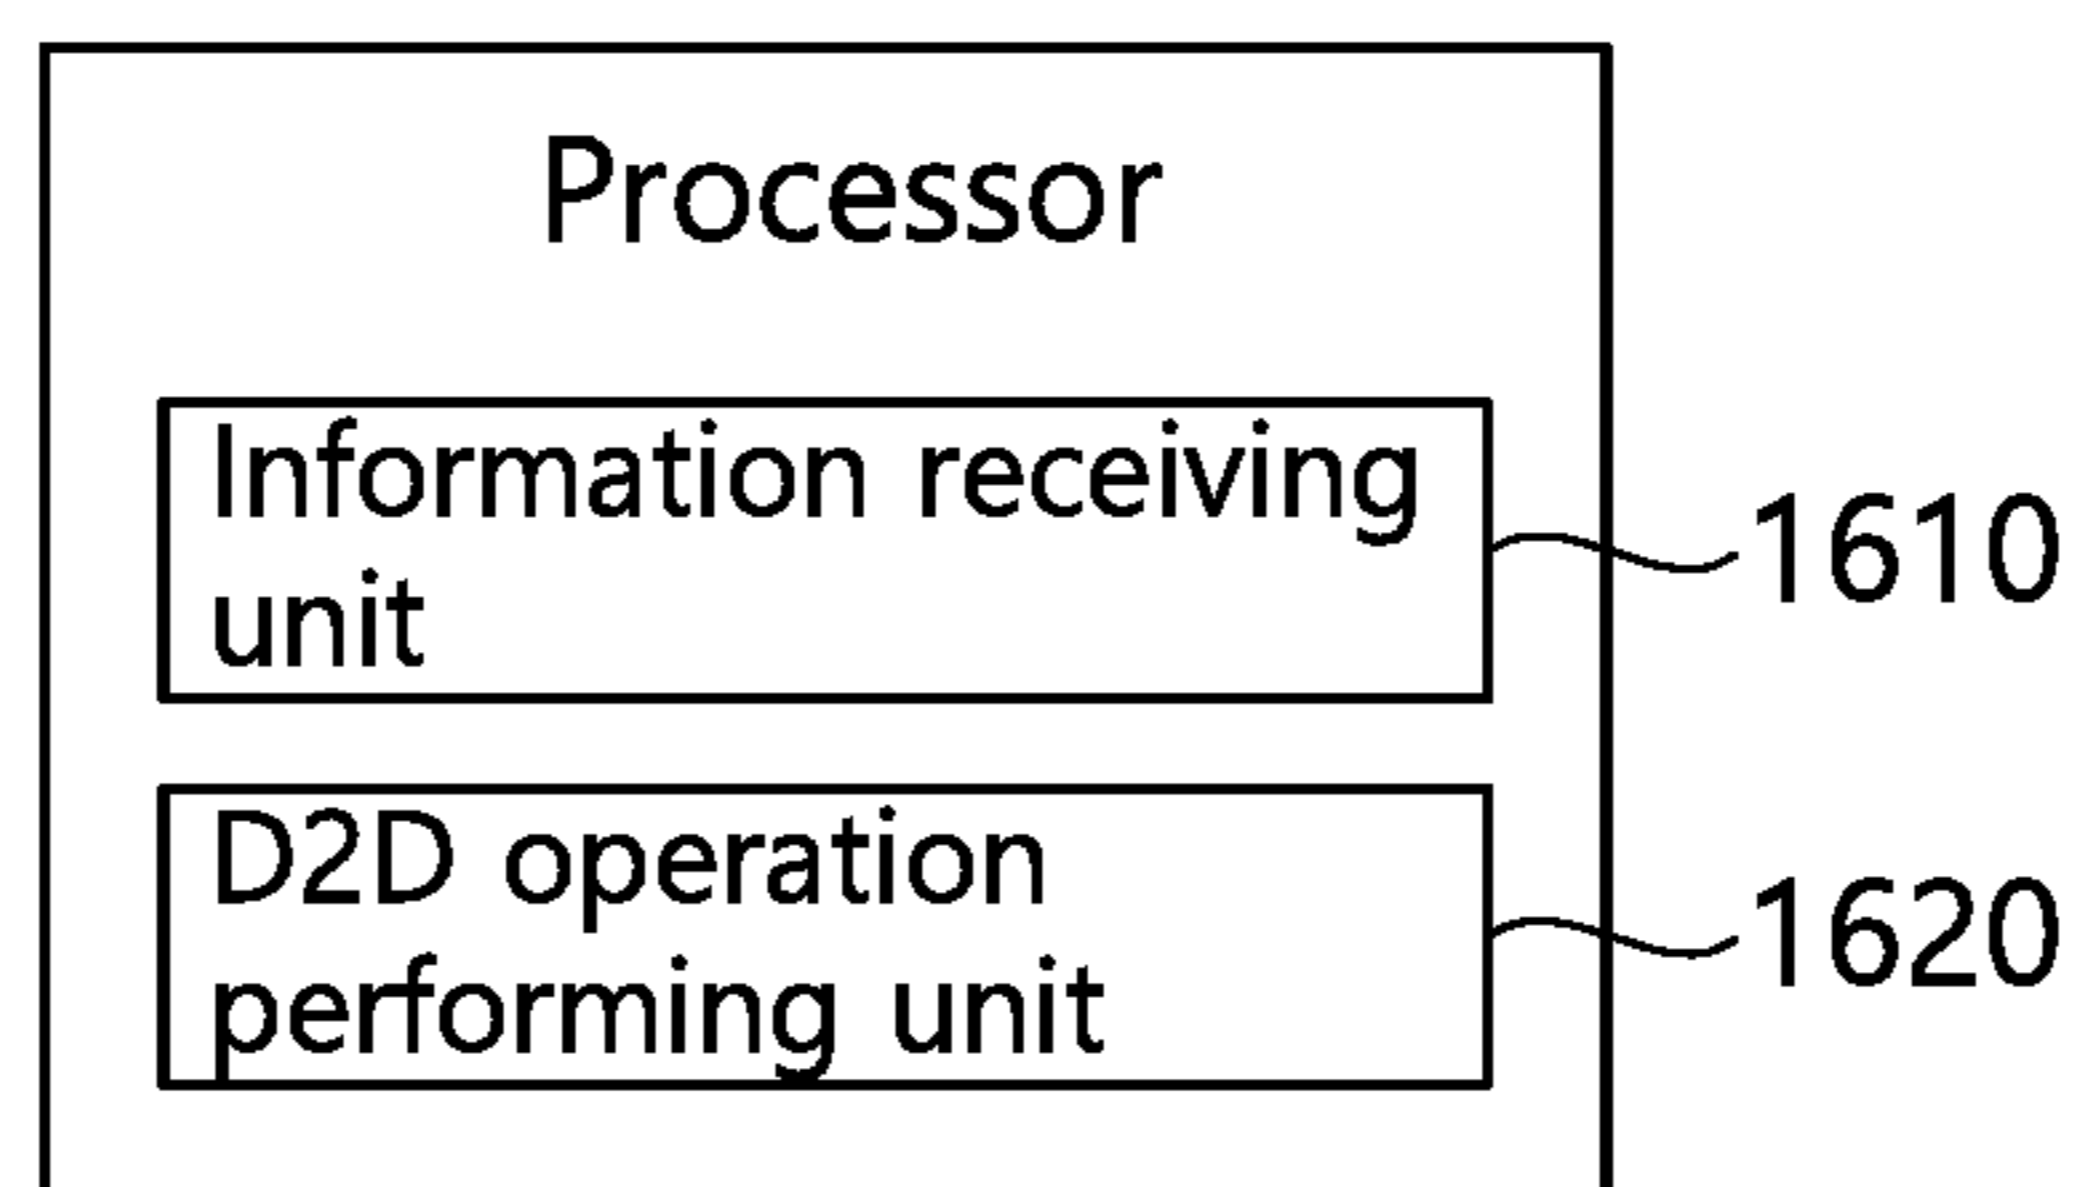 Processor
Information receiving
unit
1610
D2D operation
performing unit
1620